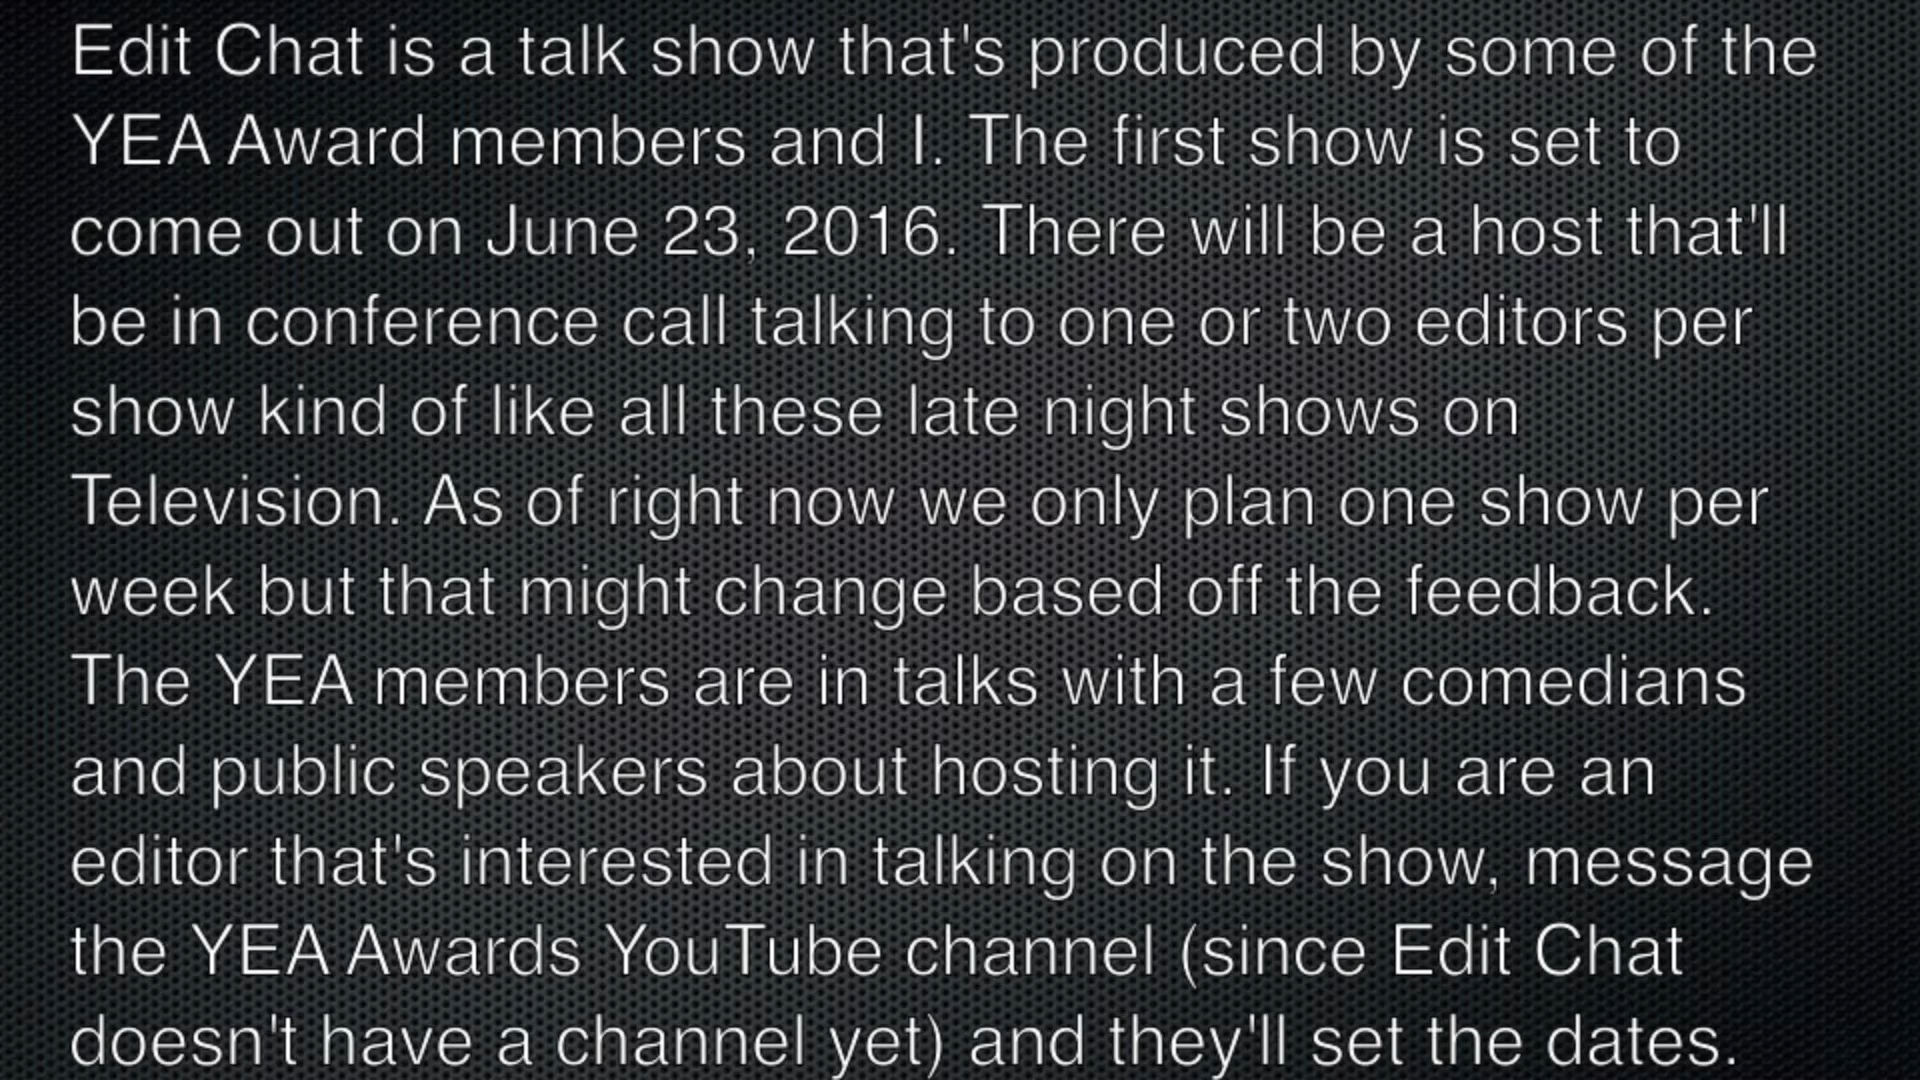 Edit Chat is a talk show that's produced by some of the
YEA Award members and I. The first show is set to
come out on June 23, 2016. There will be a host that'll
be in conference call talking to one or two editors per
show kind of like all these late night shows on
Television. As of right now we only plan one show per
week but that might change based off the feedback.
The YEA members are in talks with a few comedians
and public speakers about hosting it. If you are an
editor that's interested in talking on the show, message
the YEA Awards YouTube channel (since Edit Chat
doesn't have a channel yet) and they'll set the dates.